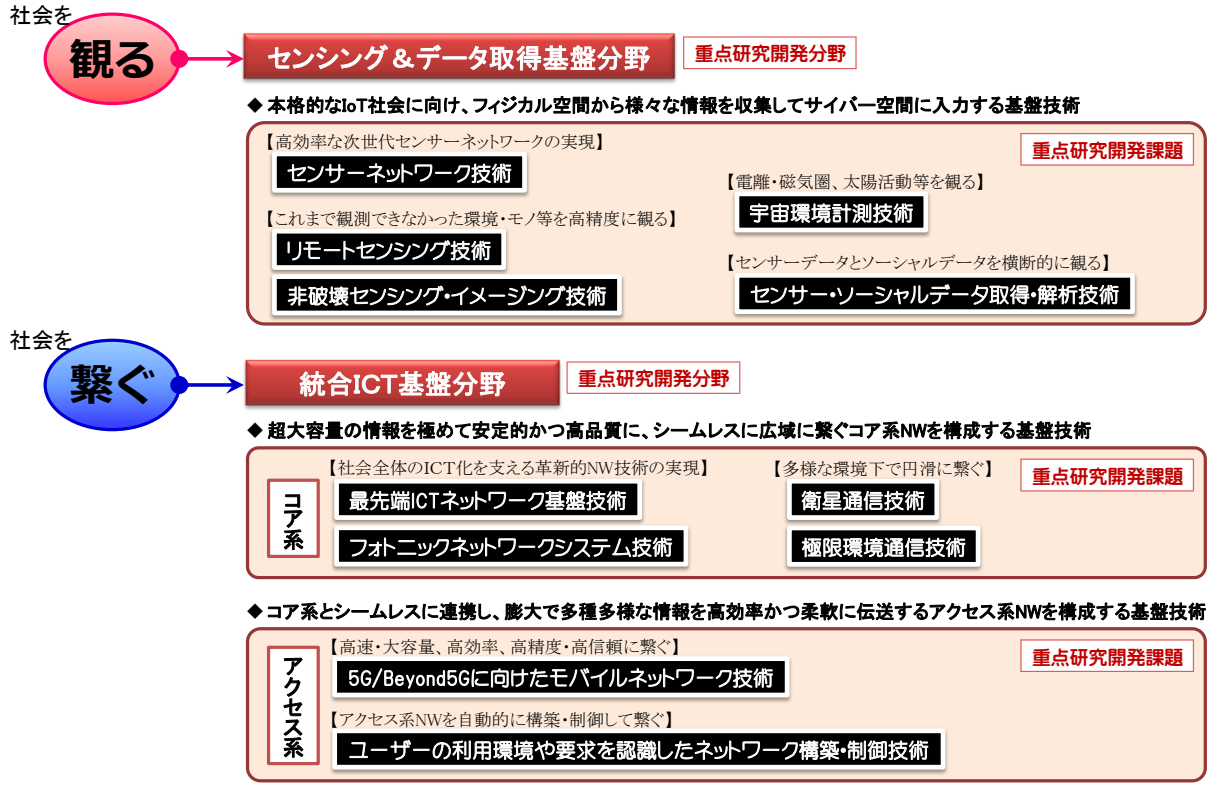 社会を
観る
センシング＆データ取得基盤分野
重点研究開発分野
◆ 本格的なIoT社会に向け、フィジカル空間から様々な情報を収集してサイバー空間に入力する基盤技術
重点研究開発課題
【高効率な次世代センサーネットワークの実現】
センサーネットワーク技術
【これまで観測できなかった環境・モノ等を高精度に観る】
リモートセンシング技術
非破壊センシング・イメージング技術
【電離・磁気圏、太陽活動等を観る】
宇宙環境計測技術
【センサーデータとソーシャルデータを横断的に観る】
センサー・ソーシャルデータ取得・解析技術
社会を
繋ぐ
統合ICT基盤分野
重点研究開発分野
◆ 超大容量の情報を極めて安定的かつ高品質に、シームレスに広域に繋ぐコア系NWを構成する基盤技術
重点研究開発課題
コア系
【社会全体のICT化を支える革新的NW技術の実現】
最先端ICTネットワーク基盤技術
フォトニックネットワークシステム技術
【多様な環境下で円滑に繋ぐ】
衛星通信技術
極限環境通信技術
◆ コア系とシームレスに連携し、膨大で多種多様な情報を高効率かつ柔軟に伝送するアクセス系NWを構成する基盤技術
重点研究開発課題
アクセス系
【高速・大容量、高効率、高精度・高信頼に繋ぐ】
5G/Beyond5Gに向けたモバイルネットワーク技術
【アクセス系NWを自動的に構築・制御して繋ぐ】
ユーザーの利用環境や要求を認識したネットワーク構築・制御技術